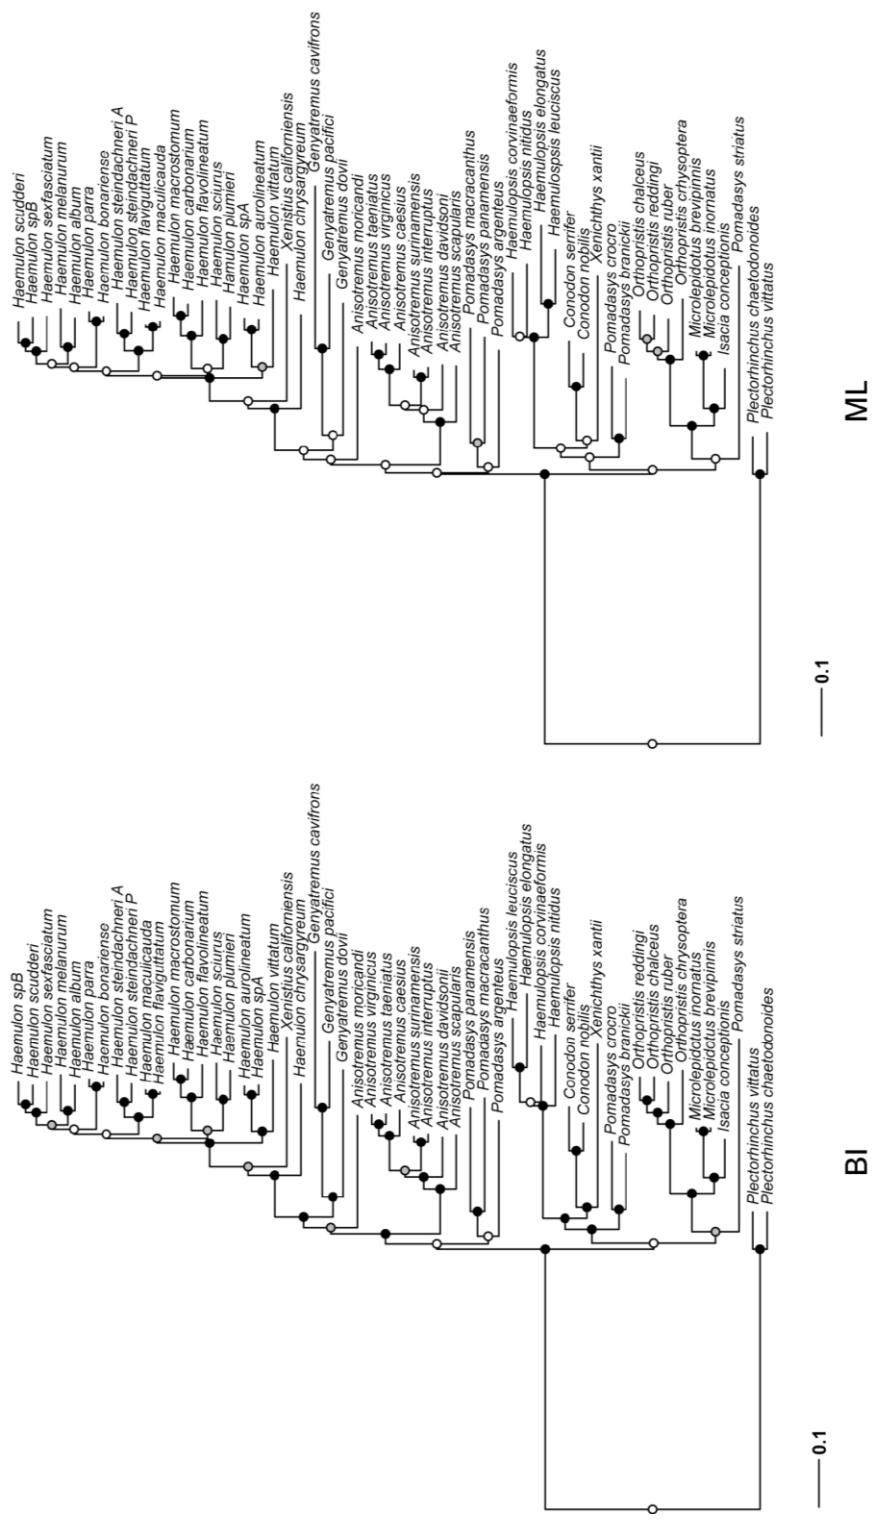 Haemulon scudderi
Haemulon spB
Haemulon sexfasciatum
Haemulon melanurum
Haemulon album
Haemulon parra
Haemulon bonariense
Haemulon steindachneri A
Haemulon steindachneri P
Haemulon flaviguttatum
Haemulon maculicauda
Haemulon macrostomum
Haemulon carbonarium
Haemulon flavolineatum
Haemulon sciurus
Hamulon plumieri
Haemulon spA
Haemulon aurolineatum
Haemulon vittatum
Xenistius californiensis
Haemulon chrysargyreum
Genyatremus cavifrons
Genyatremus pacifici
Genyatremus dovii
Anisotremus moricandi
Anisotremus taeniatus
Anisotremus virginicus
Anisotremus caesius
Anisotremus surinamensis
Anisotremus interruptus
Anisotremus davidsoni
Anisotremus scapularis
Pomadasys macracanthus
Pomadasys panamensis
Pomadasys argenteus
Haemulopsis corvinaeformis
Haemulopsis nitidus
Haemulopsis elongatus
Haemulospsis leuciscus
Conodon serrifer
Conodon nobilis
Xenichthys xantii
Pomadasys crocro
Pomadasys branickii
Orthopristis chalceus
Orthopristis reddingi
Orthopristis ruber
Orthopristis crhysoptera
Microlepidotus brevipinnis
Microlepidotus inornatus
Isacia conceptionis
Pomadasys striatus
Plectorhinchus chaetodonoides
Plectorhinchus vittatus
0.1
ML
Haemulon spB
Haemulon scudderi
Haemulon sexfasciatum
Haemulon melanurum
Haemulon album
Haemulon parra
Haemulon bonariense
Haemulon steindachneri A
Haemulon steindachneri P
Haemulon maculicauda
Haemulon flaviguttatum
Haemulon macrostomum
Haemulon carbonarium
Haemulon flavolineatum
Haemulon sciurus
Haemulon plumieri
Haemulon aurolineatum
Haemulon spA
Haemulon vittatum
Xenistius californiensis
Haemulon chrysargyreum
Genyatremus cavifrons
Genyatremus pacifici
Genyatremus dovii
Anisotremus moricandi
Anisotremus virginicus
Anisotremus taeniatus
Anisotremus caesius
Anisotremus surinamensis
Anisotremus interruptus
Anisotremus davidsonii
Anisotremus scapularis
Pomadasys panamensis
Pomadasys macracanthus
Pomadasys argenteus
Haemulopsis leuciscus
Haemulopsis elongatus
Haemulopsis corvinaeformis
Haemulopsis nitidus
Conodon serrifer
Conodon nobilis
Xenichthys xantii
Pomadasys crocro
Pomadasys branickii
Orthopristis reddingi
Orthopristis chalceus
Orthopristis ruber
Orthopristis chrysoptera
Microlepidctus inornatus
Microlepidctus brevipinnis
Isacia conceptionis
Pomadasys striatus
Plectorhinchus vittatus
Plectorhinchus chaetodonoides
0.1
BI